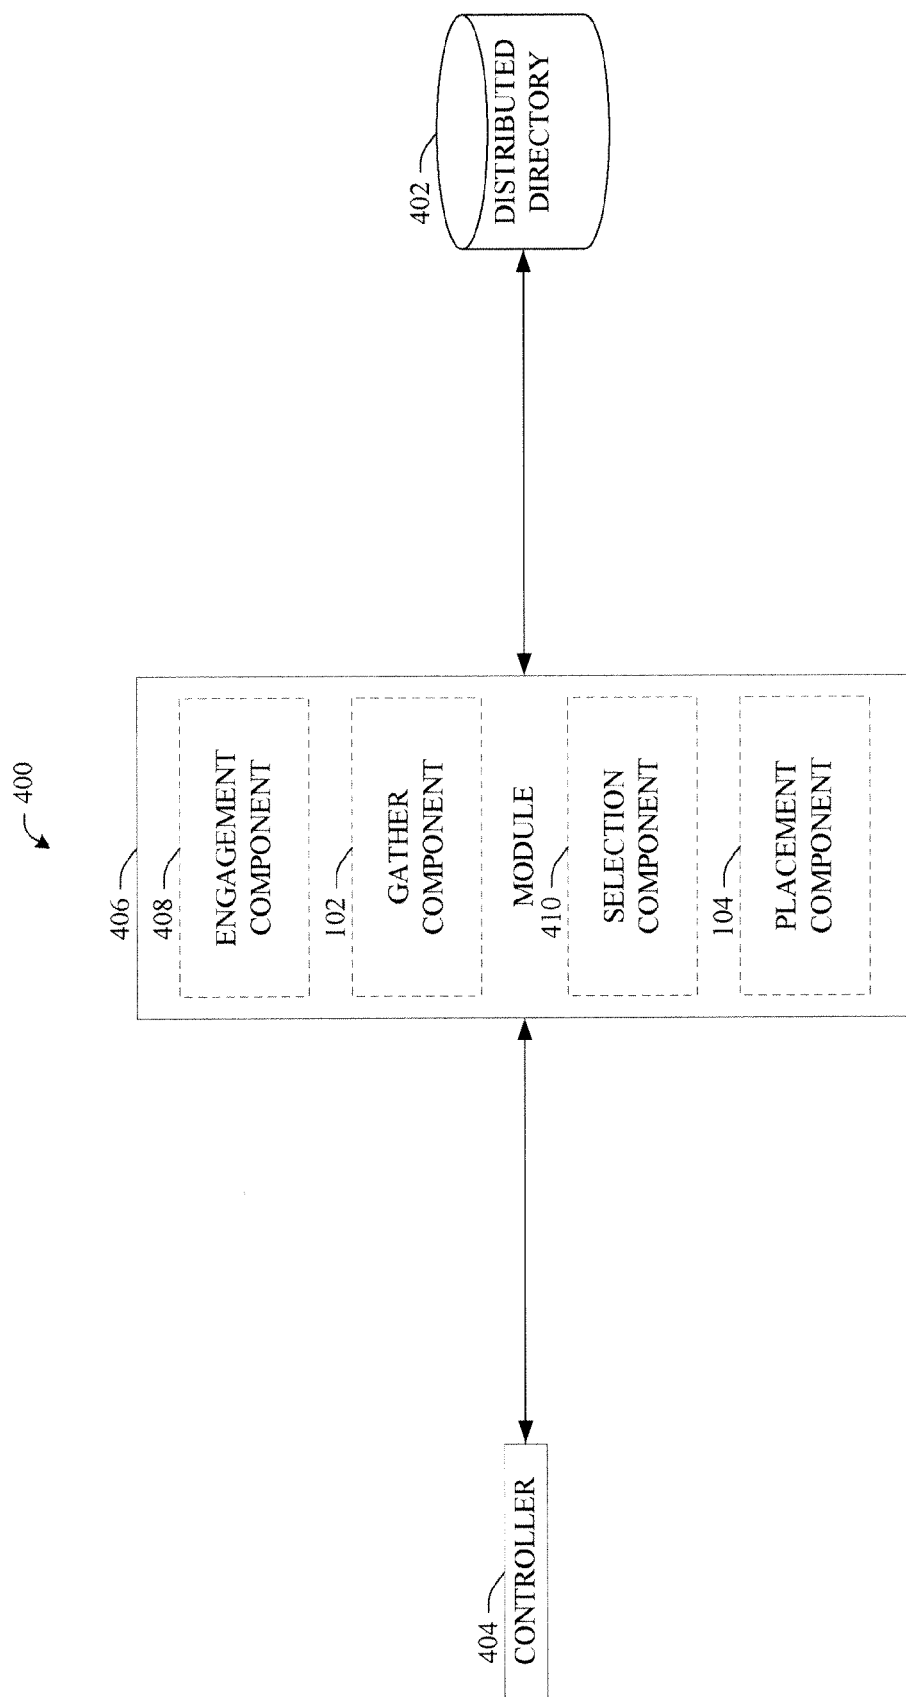 400
406
408
ENGAGEMENT
COMPONENT
102
GATHER
COMPONENT
MODULE
410
SELECTION
COMPONENT
104
PLACEMENT
COMPONENT
404
CONTROLLER
402
DISTRIBUTED
DIRECTORY